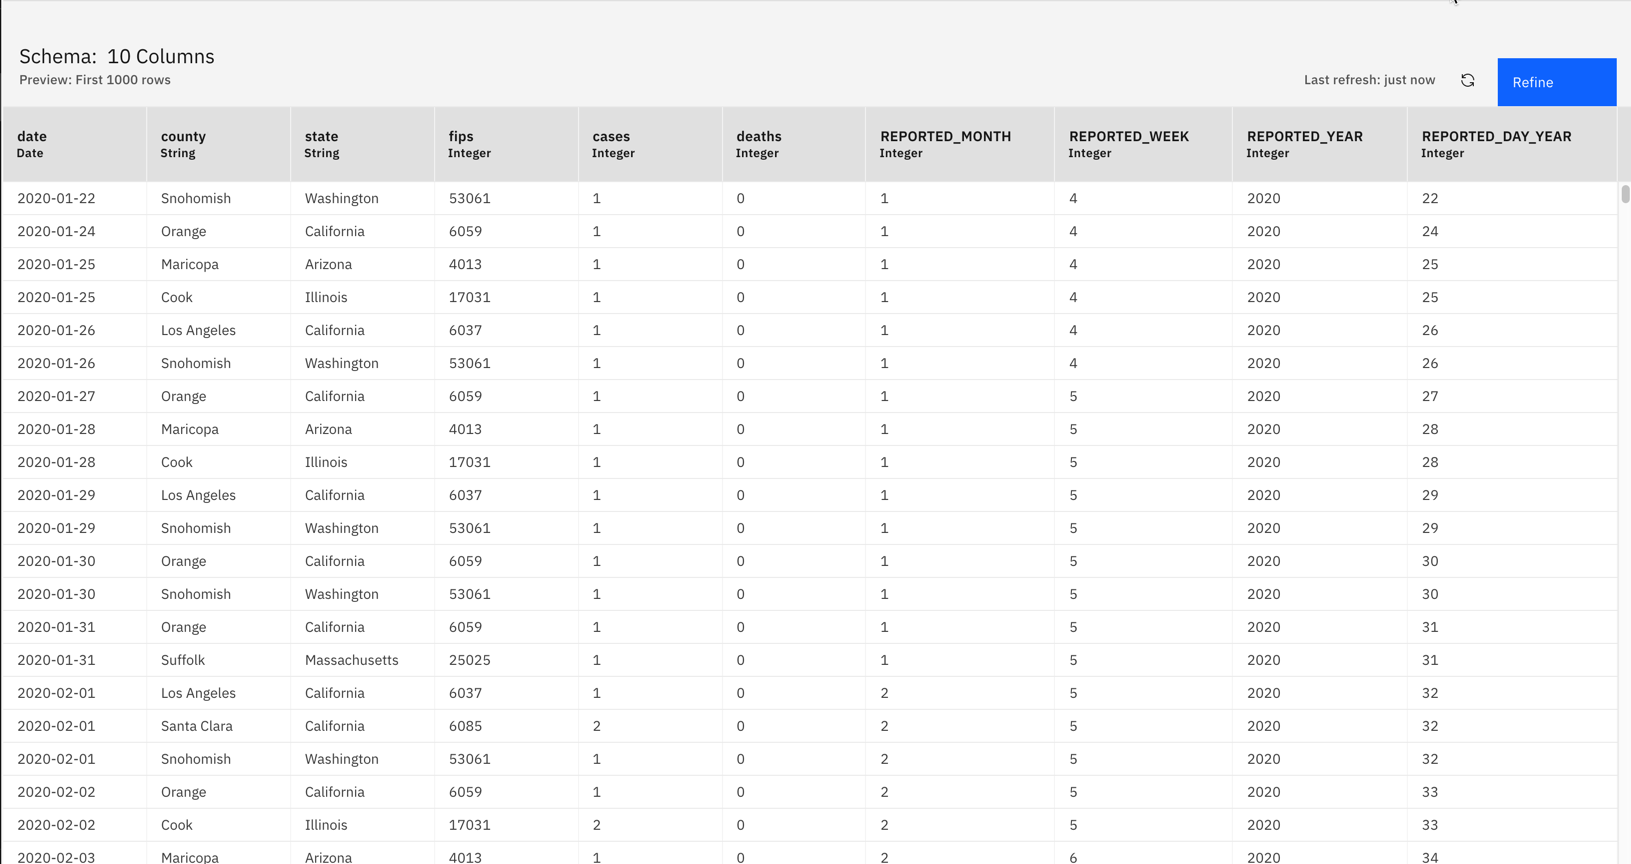 Schema: 10 Columns
Preview: First 1000 rows
Last refresh: just now
Refine
date county state fips cases deaths REPORTED_MONTH REPORTED_WEEK REPORTED_YEAR REPORTED_DAY_YEAR
Date String String Integer Integer Integer Integer Integer Integer Integer
2020-01-22 Snohomish Washington 53061 1 0 1 4 2020 22
2020-01-24 Orange California 6059 1 0 1 4 2020 24
2020-01-25 Maricopa Arizona 4013 1 0 1 4 2020 25
2020-01-25 Cook Illinois 17031 1 0 1 4 2020 25
2020-01-26 Los Angeles California 6037 1 0 1 4 2020 26
2020-01-26 Snohomish Washington 53061 1 0 1 4 2020 26
2020-01-27 Orange California 6059 1 0 1 5 2020 27
2020-01-28 Maricopa Arizona 4013 1 0 1 5 2020 28
2020-01-28 Cook Illinois 17031 1 0 1 5 2020 28
2020-01-29 Los Angeles California 6037 1 0 1 5 2020 29
2020-01-29 Snohomish Washington 53061 1 0 1 5 2020 29
2020-01-30 Orange California 6059 1 0 1 5 2020 30
2020-01-30 Snohomish Washington 53061 1 0 1 5 2020 30
2020-01-31 Orange California 6059 1 0 1 5 2020 31
2020-01-31 Suffolk Massachusetts 25025 1 0 1 5 2020 31
2020-02-01 Los Angeles California 6037 1 0 2 5 2020 32
2020-02-01 Santa Clara California 6085 2 0 2 5 2020 32
2020-02-01 Snohomish Washington 53061 1 0 2 5 2020 32
2020-02-02 Orange California 6059 1 0 2 5 2020 33
2020-02-02 Cook Illinois 17031 2 0 2 5 2020 33
2020-02-03 Maricopa Arizona 4013 1 0 2 6 2020 34